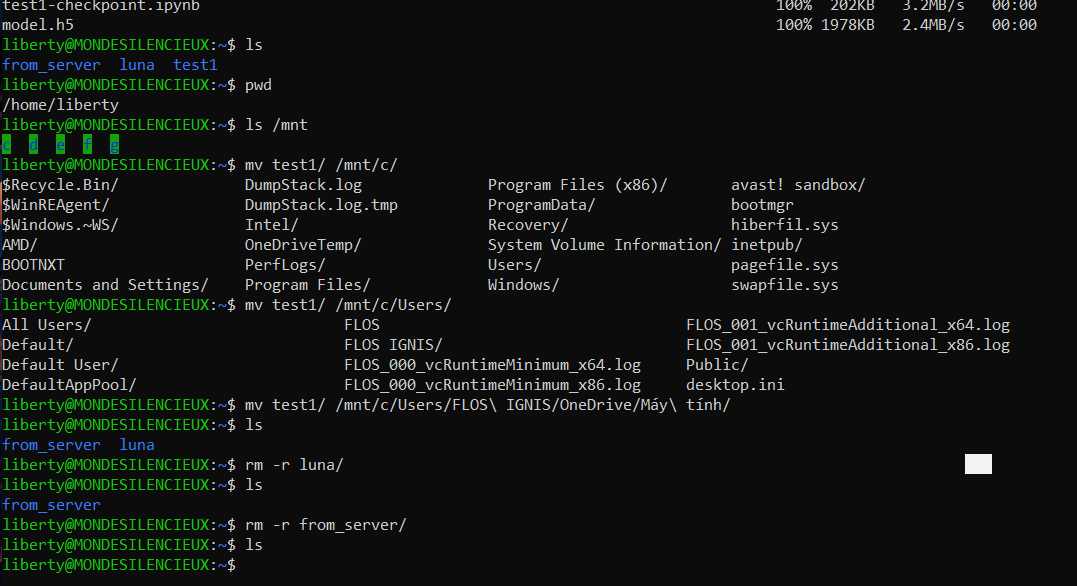 test1-checkpoint.ipynb 100% 202KB 3.2MB/s 00:00
model.h5 100% 1978KB 2.4MB/s 00:00
liberty@MONDESILENCIEUX:~$ ls
from_server luna test1
liberty@MONDESILENCIEUX:~$ pwd
/home/liberty
liberty@MONDESILENCIEUX:~$ ls /mnt
c d e f g
liberty@MONDESILENCIEUX:~$ mv test1/ /mnt/c/
$Recycle.Bin/ DumpStack.log Program Files (x86)/ avast! sandbox/
$WinREAgent/ DumpStack.log.tmp ProgramData/ bootmgr
$Windows.~WS/ Intel/ Recovery/ hiberfil.sys
AMD/ OneDriveTemp/ System Volume Information/ inetpub/
BOOTNXT PerfLogs/ Users/ pagefile.sys
Documents and Settings/ Program Files/ Windows/ swapfile.sys
liberty@MONDESILENCIEUX:~$ mv test1/ /mnt/c/Users/
All Users/ FLOS FLOS_001_vcRuntimeAdditional_x64.log
Default/ FLOS IGNIS/ FLOS_001_vcRuntimeAdditional_x86.log
Default User/ FLOS_000_vcRuntimeMinimum_x64.log Public/
DefaultAppPool/ FLOS_000_vcRuntimeMinimum_x86.log desktop.ini
liberty@MONDESILENCIEUX:~$ mv test1/ /mnt/c/Users/FLOS\ IGNIS/OneDrive/Máy\ tính/
liberty@MONDESILENCIEUX:~$ ls
from_server luna
liberty@MONDESILENCIEUX:~$ rm -r luna/
liberty@MONDESILENCIEUX:~$ ls
from_server
liberty@MONDESILENCIEUX:~$ rm -r from_server/
liberty@MONDESILENCIEUX:~$ ls
liberty@MONDESILENCIEUX:~$